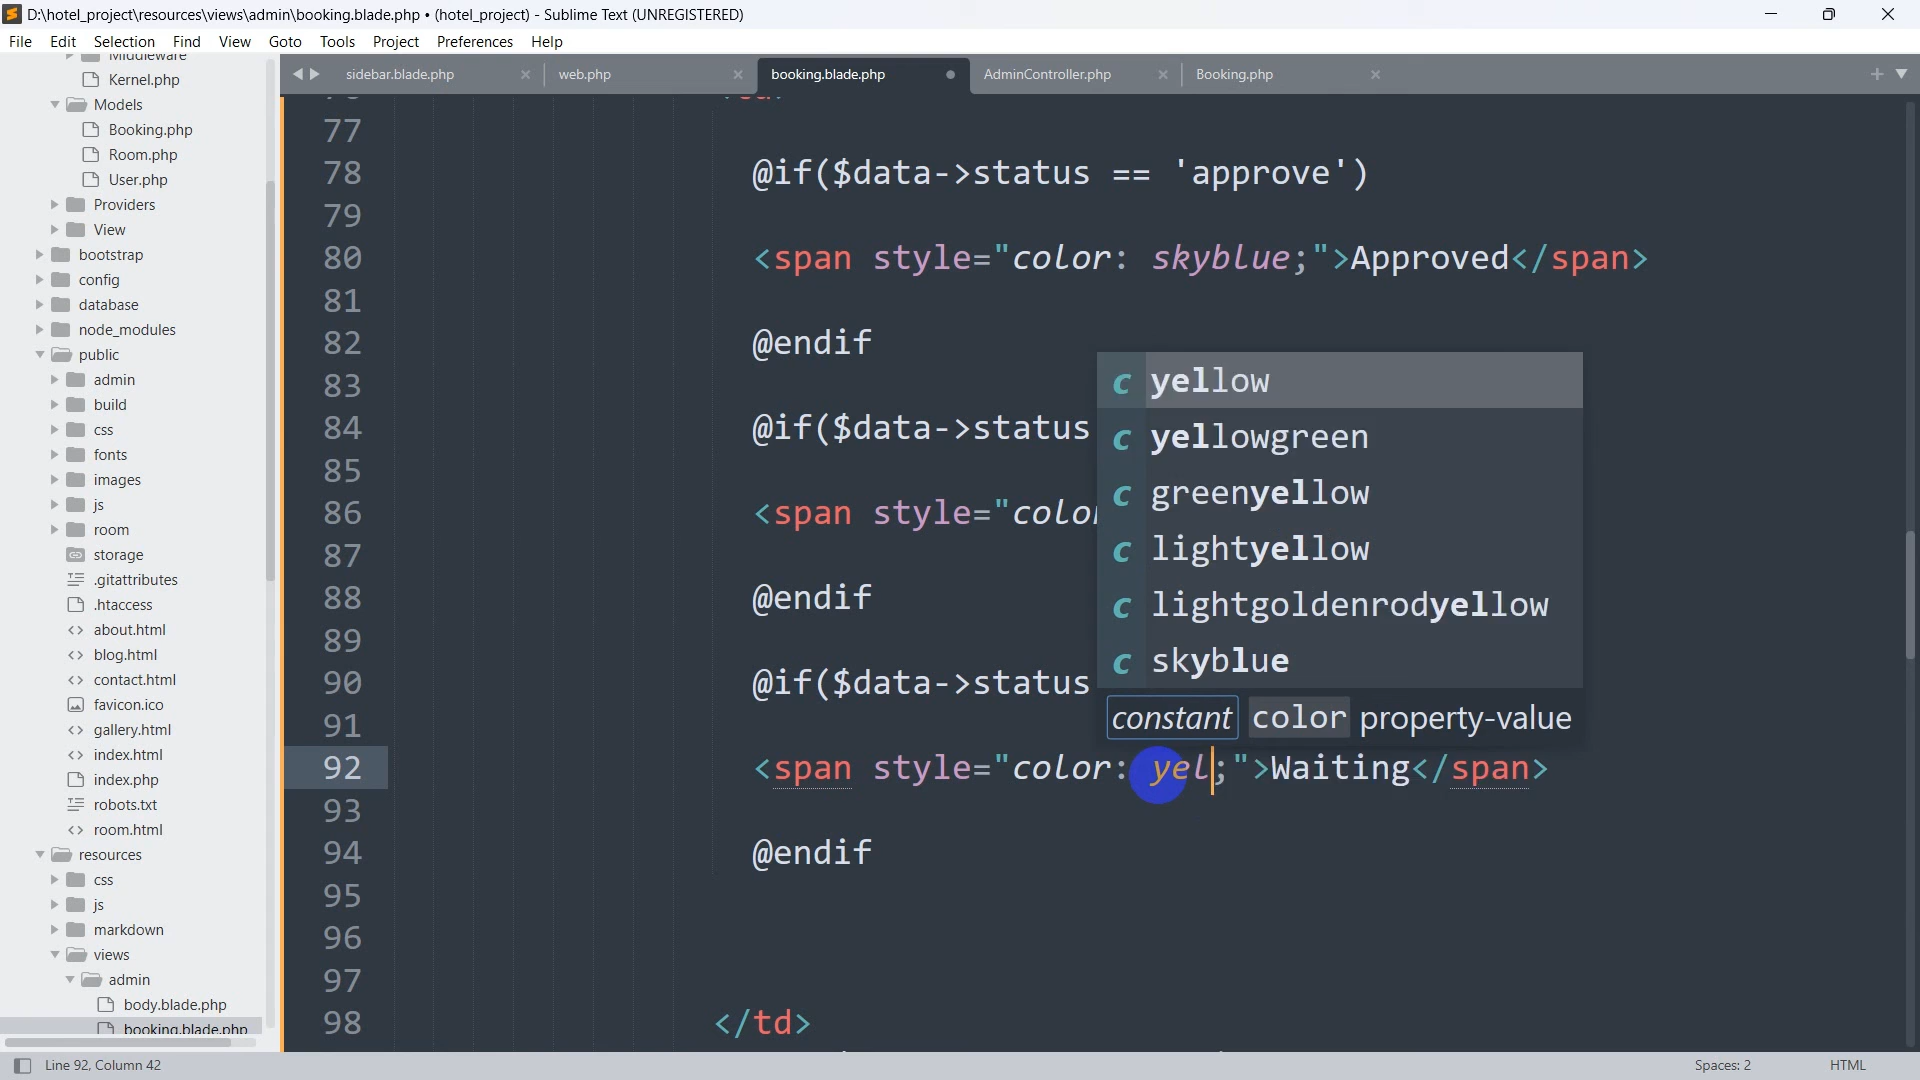 D:\hotel_project\resources\views\admin\booking.blade.php • (hotel_project) - Sublime Text (UNREGISTERED)
File Edit Selection Find View Goto Tools Project Preferences Help
Middleware
Kernel.php
Models
Booking.php
Room.php
User.php
Providers
View
bootstrap
config
database
node_modules
public
admin
build
css
fonts
images
js
room
storage
.gitattributes
.htaccess
about.html
blog.html
contact.html
favicon.ico
gallery.html
index.html
index.php
robots.txt
room.html
resources
css
js
markdown
views
admin
body.blade.php
booking.blade.php
sidebar.blade.php web.php booking.blade.php AdminController.php Booking.php
77
78 @if($data->status == 'approve')
79
80 <span style="color: skyblue;">Approved</span>
81
82 @endif
83
84 @if($data->status
85
86 <span style="color
87
88 @endif
89
90 @if($data->status
91
92 <span style="color: yel;">Waiting</span>
93
94 @endif
95
96
97
98 </td>
c yellow
c yellowgreen
c greenyellow
c lightyellow
c lightgoldenrodyellow
c skyblue
constant color property-value
Line 92, Column 42 Spaces: 2 HTML